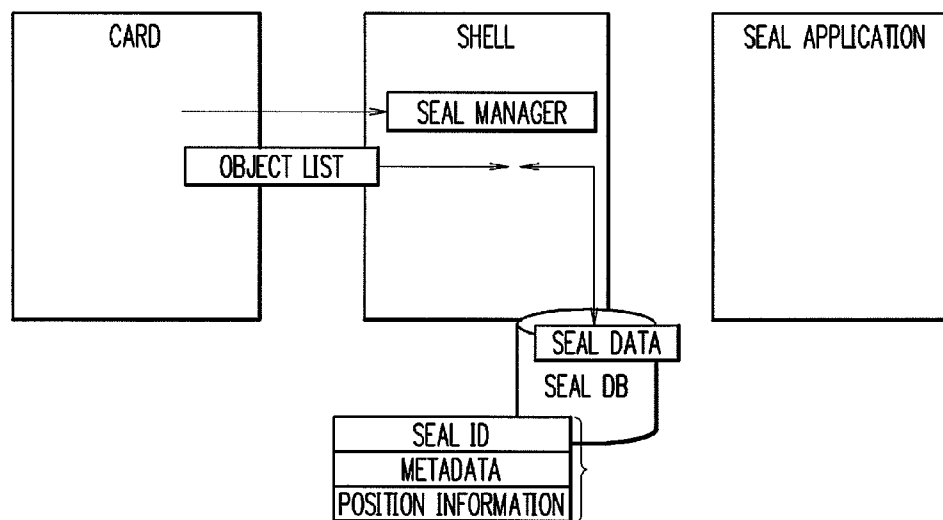 CARD
SHELL
SEAL APPLICATION
SEAL MANAGER
OBJECT LIST
SEAL DATA
SEAL DB
SEAL ID
METADATA
POSITION INFORMATION